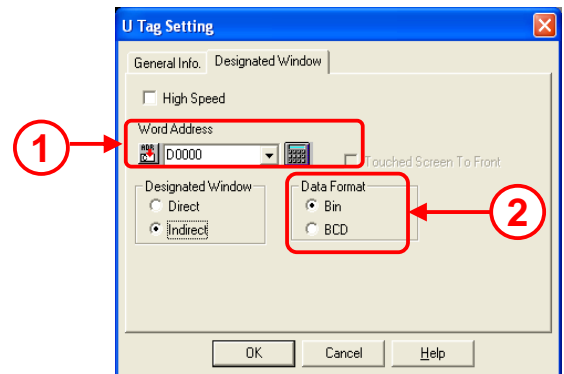 U Tag Setting
General Info. Designated Window
High Speed
Word Address
D0000
Touched Screen To Front
Designated Window Data Format
Direct Bin
Indirect BCD
OK Cancel Help
1
2